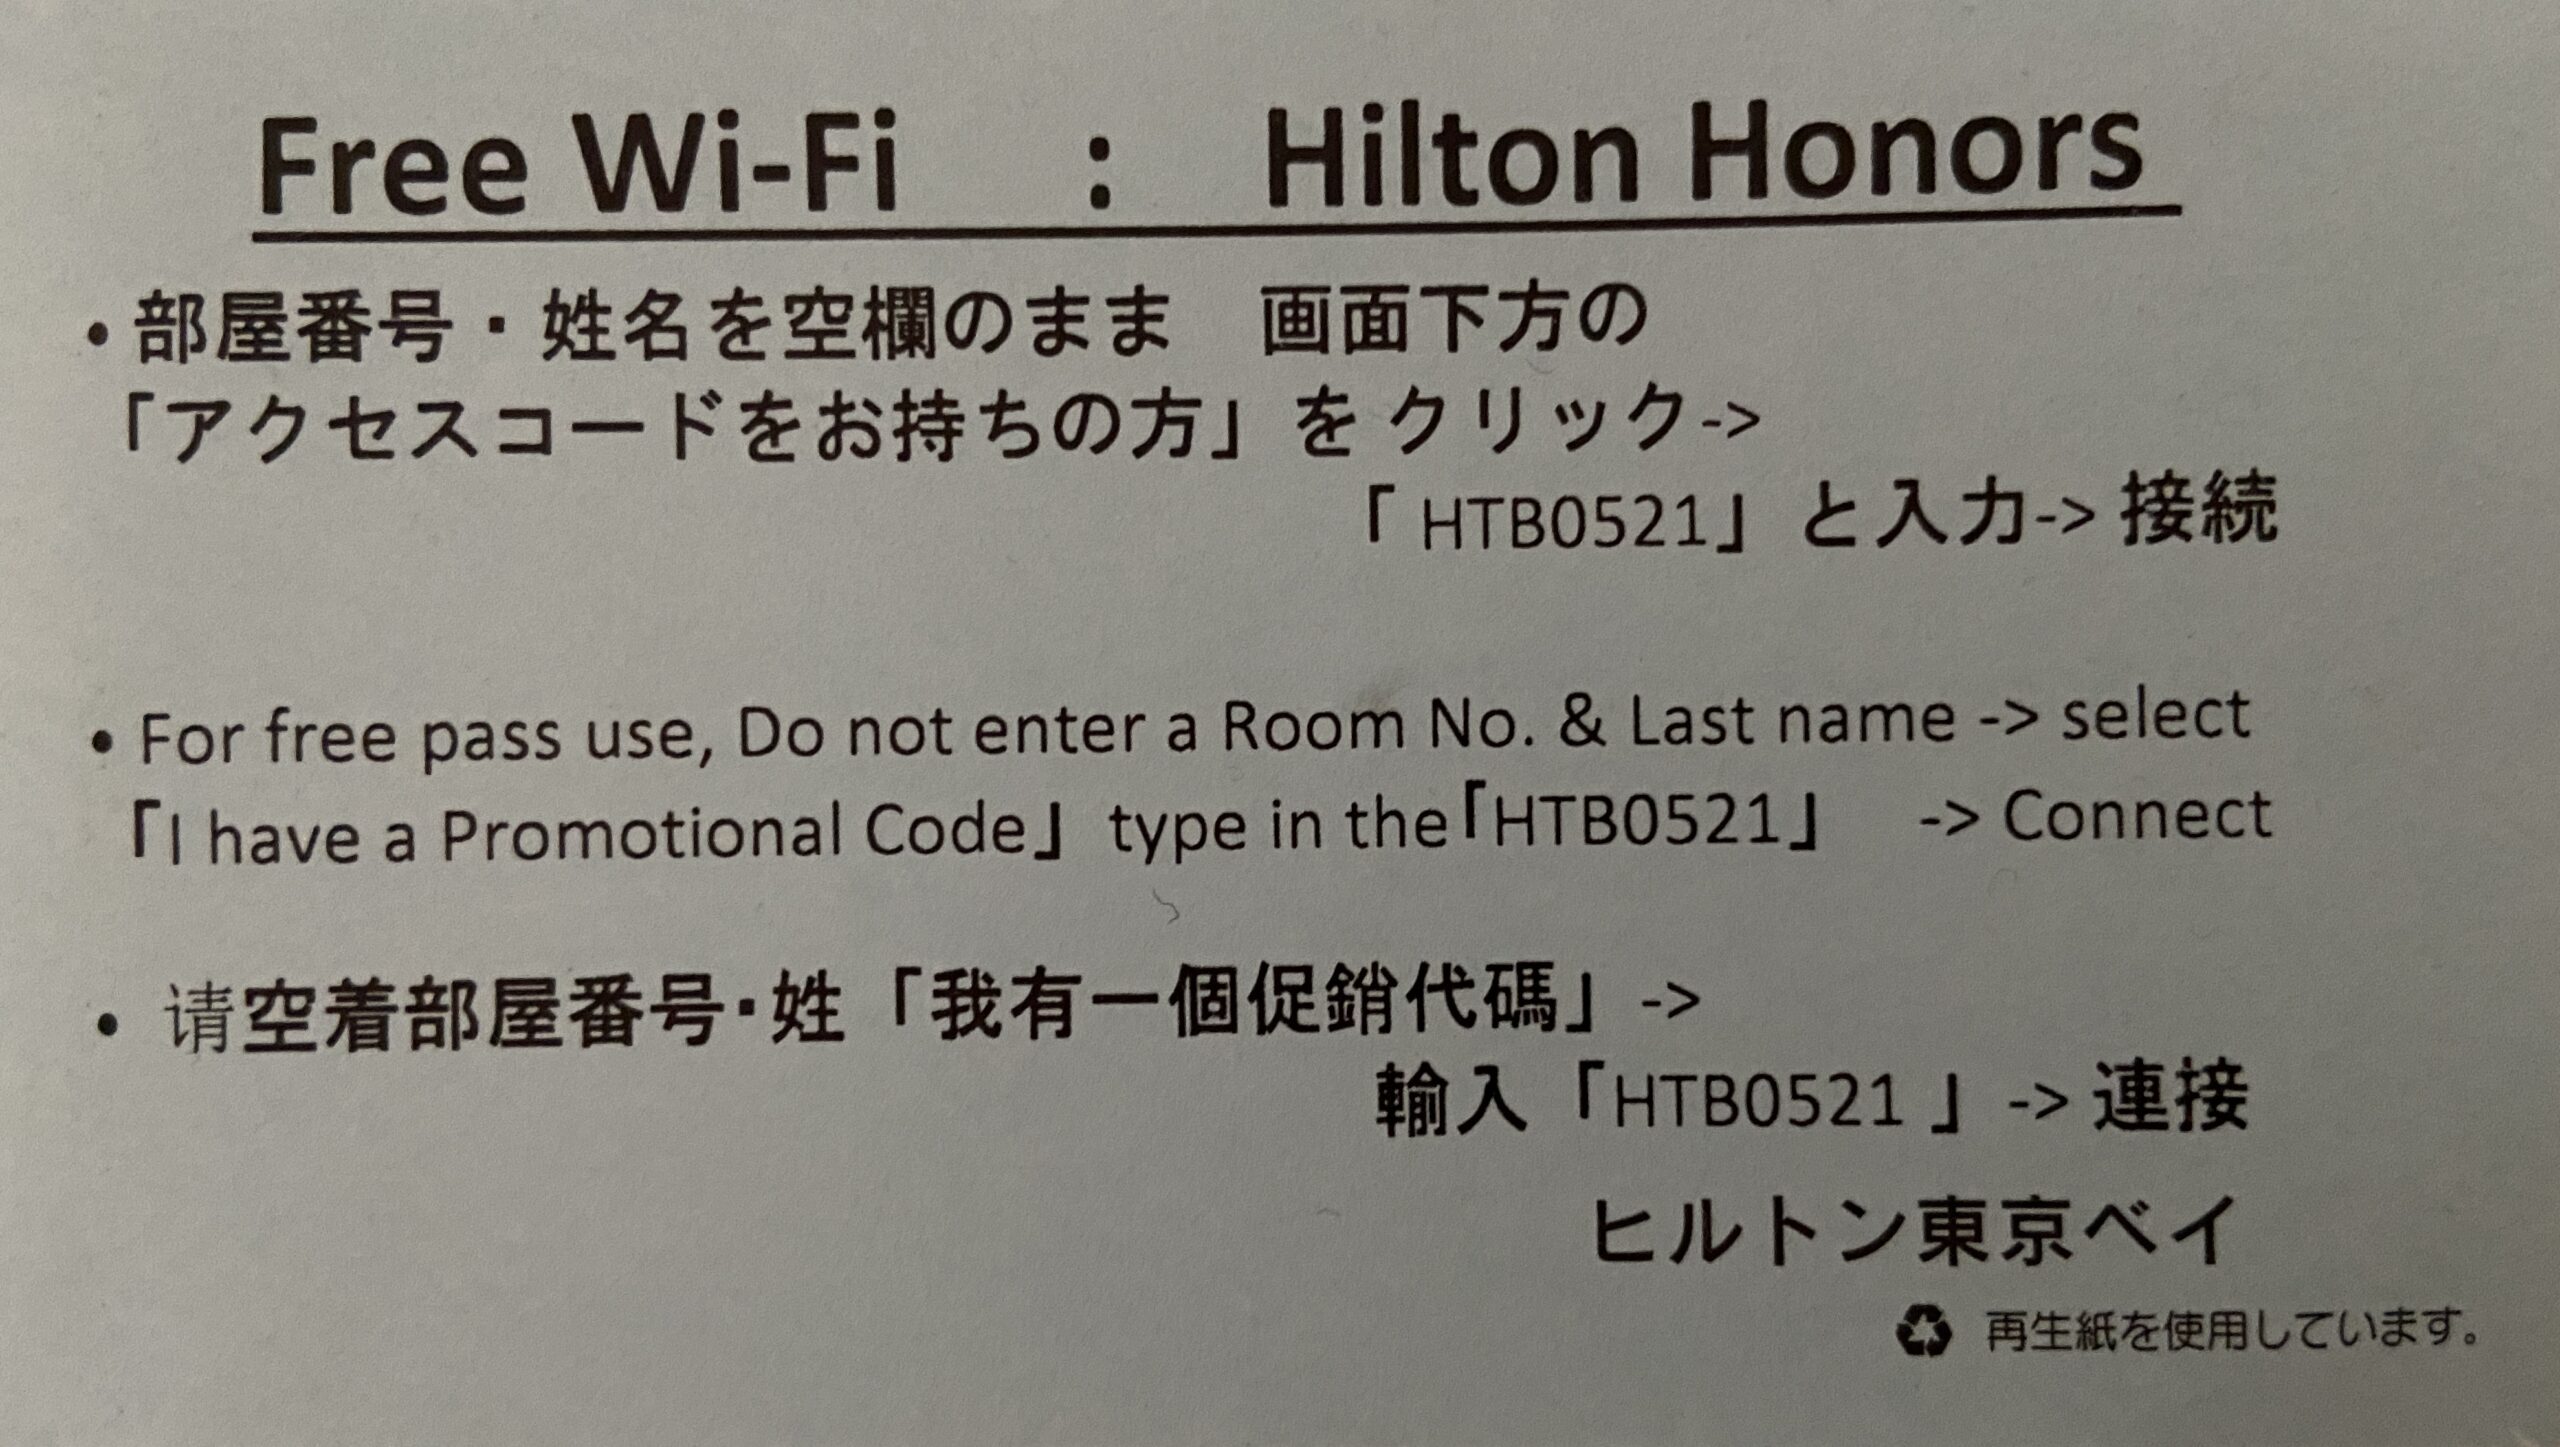 Free Wi-Fi : Hilton Honors
• 部屋番号・姓名を空欄のまま 画面下方の
「アクセスコードをお持ちの方」を クリック->
「 HTB0521」と入力-> 接続
• For free pass use, Do not enter a Room No. & Last name -> select
「I have a Promotional Code」 type in the「HTB0521」 -> Connect
• 请空着部屋番号・姓「我有一個促銷代碼」->
輸入「HTB0521 」-> 連接
ヒルトン東京ベイ
♻ 再生紙を使用しています。